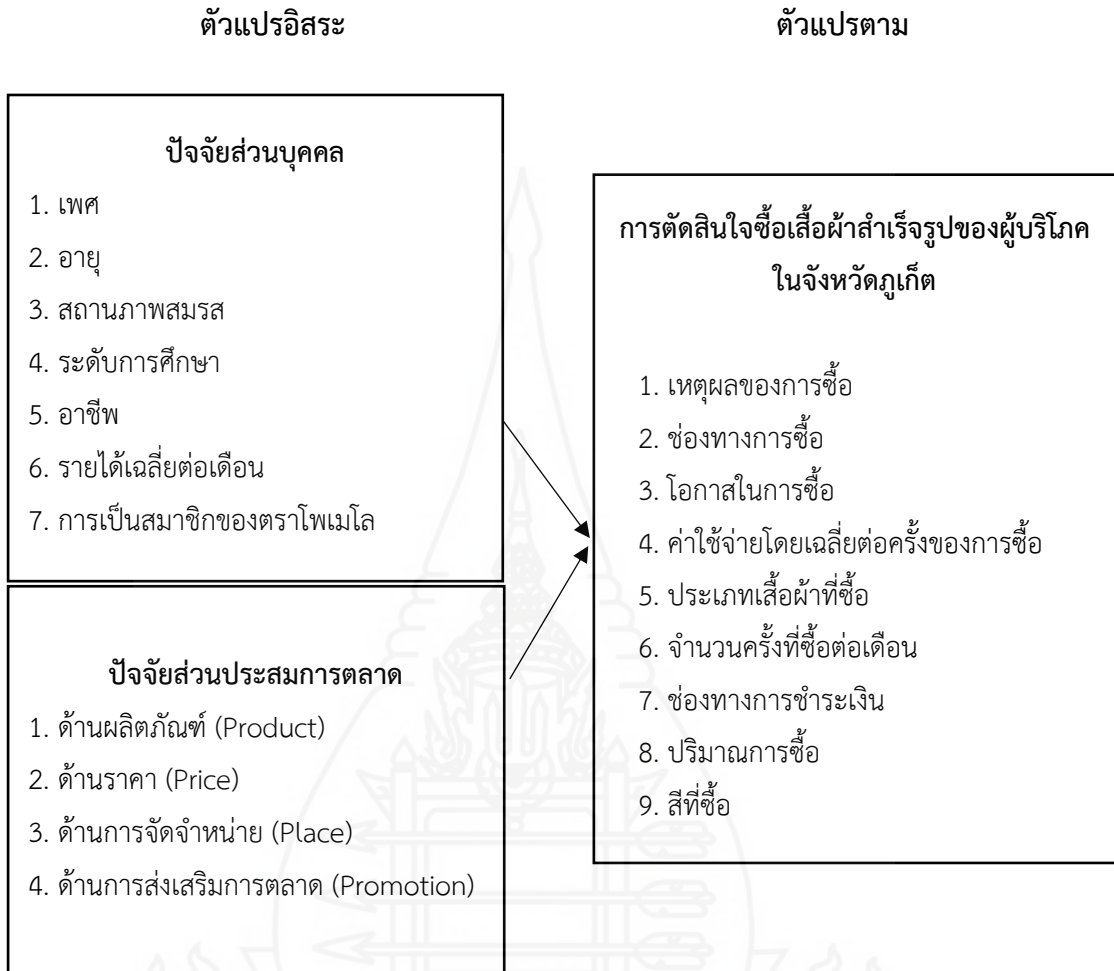 ตัวแปรอิสระ
ตัวแปรตาม
ปัจจัยส่วนบุคคล
1. เพศ
2. อายุ
3. สถานภาพสมรส
4. ระดับการศึกษา
5. อาชีพ
6. รายได้เฉลี่ยต่อเดือน
7. การเป็นสมาชิกของตราโพเมโล
ปัจจัยส่วนประสมการตลาด
1. ด้านผลิตภัณฑ์ (Product)
2. ด้านราคา (Price)
3. ด้านการจัดจำหน่าย (Place)
4. ด้านการส่งเสริมการตลาด (Promotion)
การตัดสินใจซื้อเสื้อผ้าสำเร็จรูปของผู้บริโภค
ในจังหวัดภูเก็ต
1. เหตุผลของการซื้อ
2. ช่องทางการซื้อ
3. โอกาสในการซื้อ
4. ค่าใช้จ่ายโดยเฉลี่ยต่อครั้งของการซื้อ
5. ประเภทเสื้อผ้าที่ซื้อ
6. จำนวนครั้งที่ซื้อต่อเดือน
7. ช่องทางการชำระเงิน
8. ปริมาณการซื้อ
9. สีที่ซื้อ